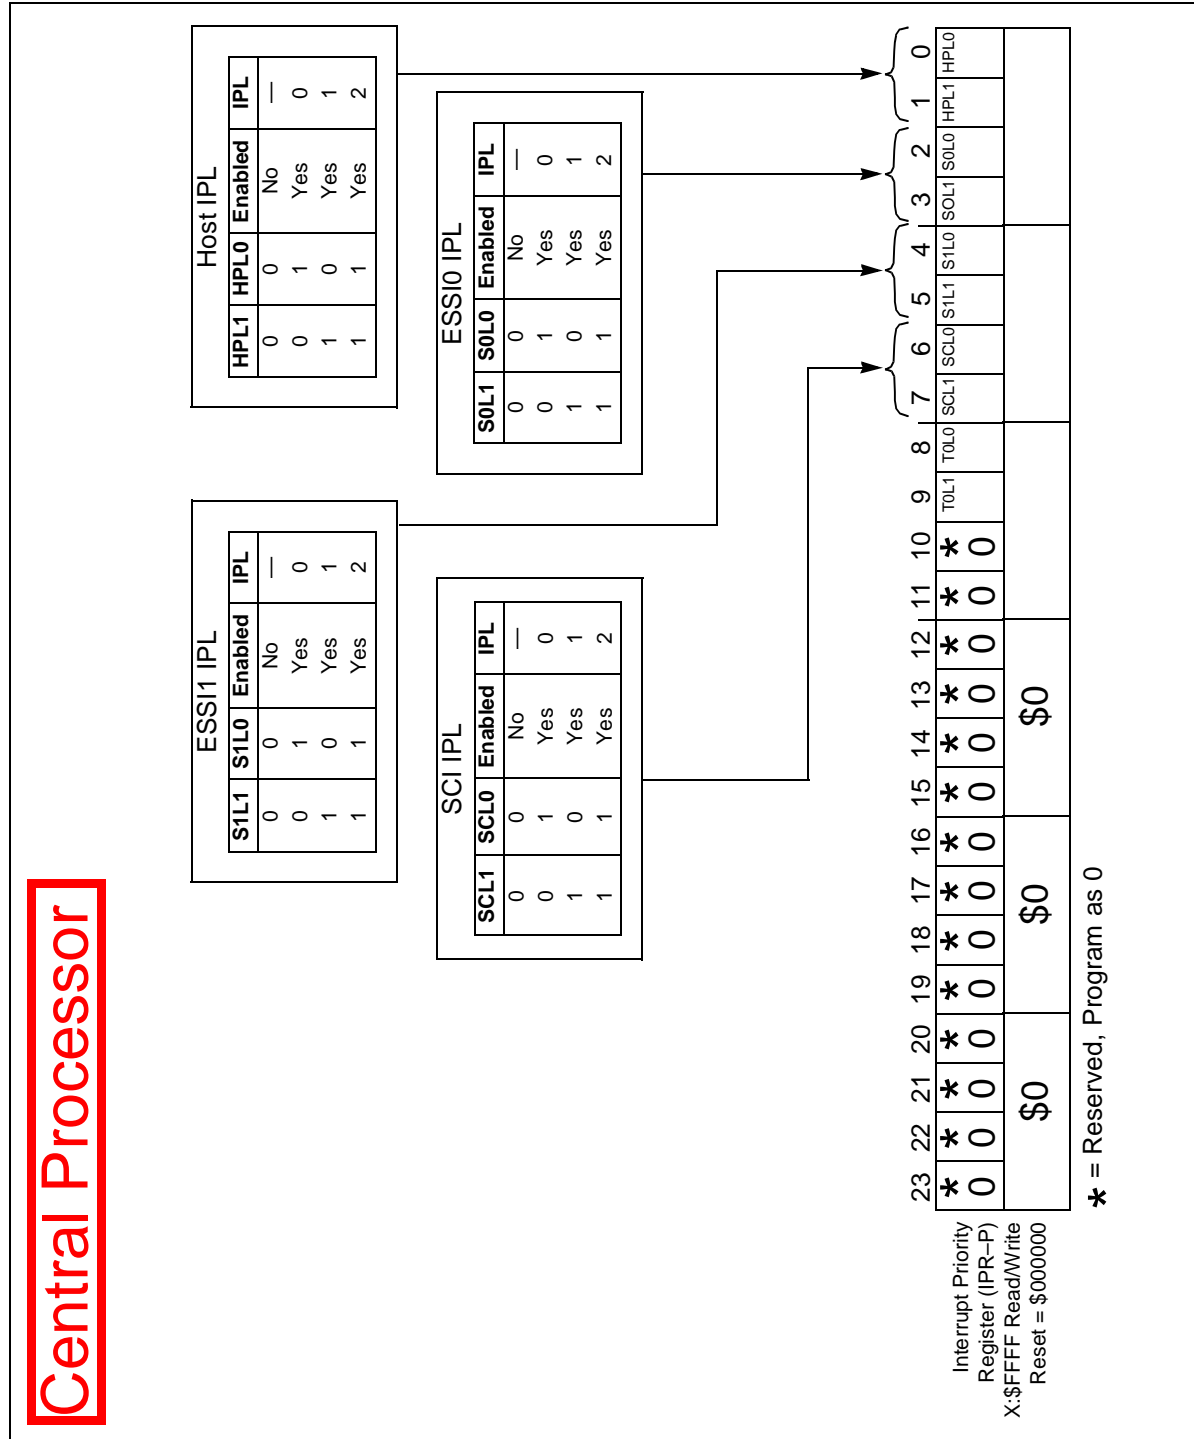 Central Processor
ESSI1 IPL
S1L1 S1L0 Enabled IPL
0 0 No —
0 1 Yes 0
1 0 Yes 1
1 1 Yes 2
Host IPL
HPL1 HPL0 Enabled IPL
0 0 No —
0 1 Yes 0
1 0 Yes 1
1 1 Yes 2
SCI IPL
SCL1 SCL0 Enabled IPL
0 0 No —
0 1 Yes 0
1 0 Yes 1
1 1 Yes 2
ESSI0 IPL
S0L1 S0L0 Enabled IPL
0 0 No —
0 1 Yes 0
1 0 Yes 1
1 1 Yes 2
23 22 21 20 19 18 17 16 15 14 13 12 11 10 9 8 7 6 5 4 3 2 1 0
* * * * * * * * * * * * * * T0L1 T0L0 SCL1 SCL0 S1L1 S1L0 SOL1 S0L0 HPL1 HPL0
0 0 0 0 0 0 0 0 0 0 0 0 0 0
$0 $0 $0
Interrupt Priority
Register (IPR–P)
X:$FFFF Read/Write
Reset = $000000
* = Reserved, Program as 0